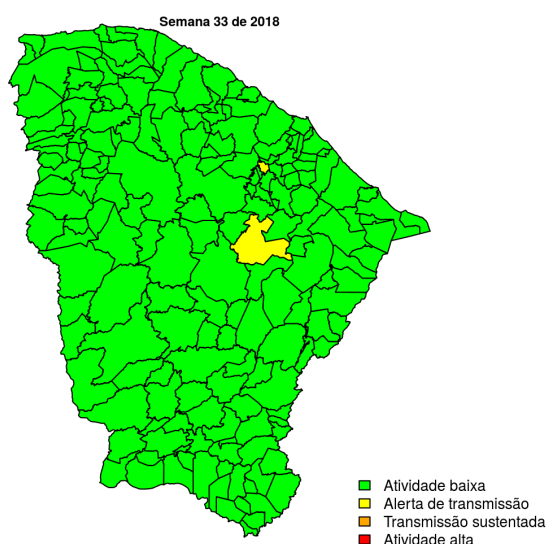 Semana 33 de 2018
Atividade baixa
Alerta de transmissão
Transmissão sustentada
Atividade alta